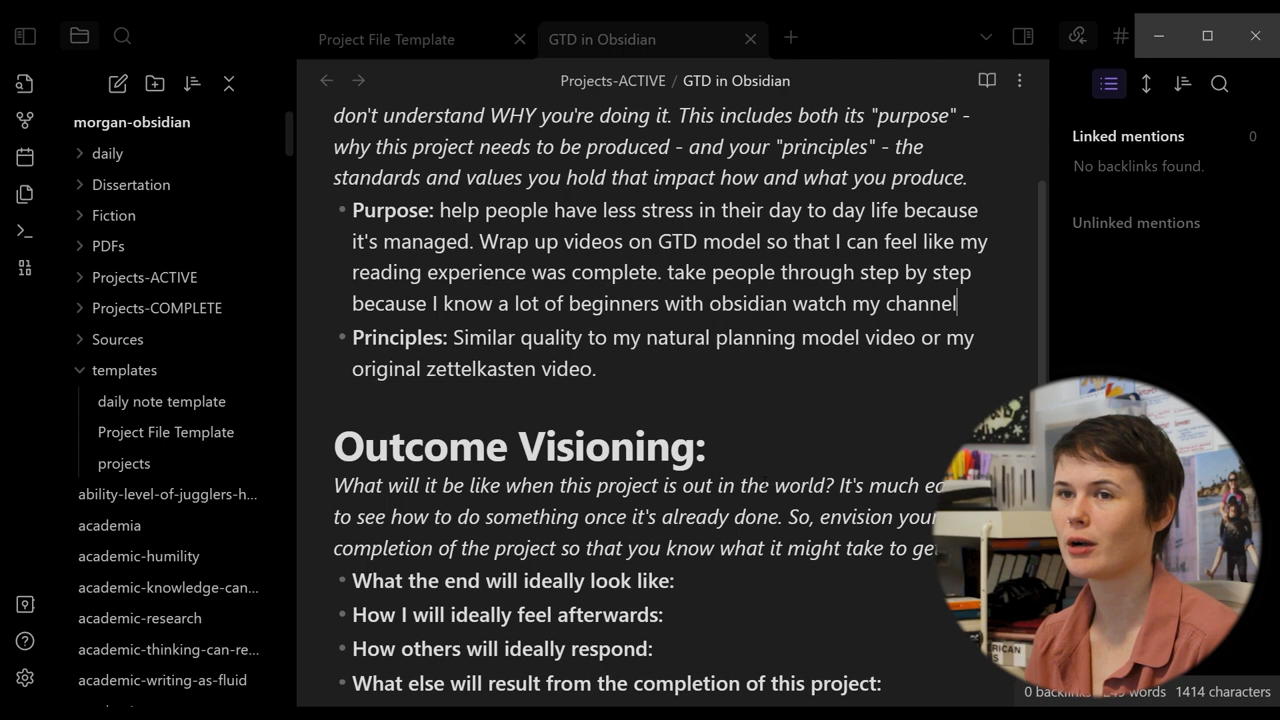 Project File Template
GTD in Obsidian
Projects-ACTIVE / GTD in Obsidian
morgan-obsidian
daily
Dissertation
Fiction
PDFs
Projects-ACTIVE
Projects-COMPLETE
Sources
templates
daily note template
Project File Template
projects
ability-level-of-jugglers-h...
academia
academic-humility
academic-knowledge-can...
academic-research
academic-thinking-can-re...
academic-writing-as-fluid
don't understand WHY you're doing it. This includes both its "purpose" -
why this project needs to be produced - and your "principles" - the
standards and values you hold that impact how and what you produce.
Purpose: help people have less stress in their day to day life because
it's managed. Wrap up videos on GTD model so that I can feel like my
reading experience was complete. take people through step by step
because I know a lot of beginners with obsidian watch my channel
Principles: Similar quality to my natural planning model video or my
original zettelkasten video.
Outcome Visioning:
What will it be like when this project is out in the world? It's much
to see how to do something once it's already done. So, envision
completion of the project so that you know what it might take to
What the end will ideally look like:
How I will ideally feel afterwards:
How others will ideally respond:
What else will result from the completion of this project:
Linked mentions 0
No backlinks found.
Unlinked mentions
0 words 1414 characters